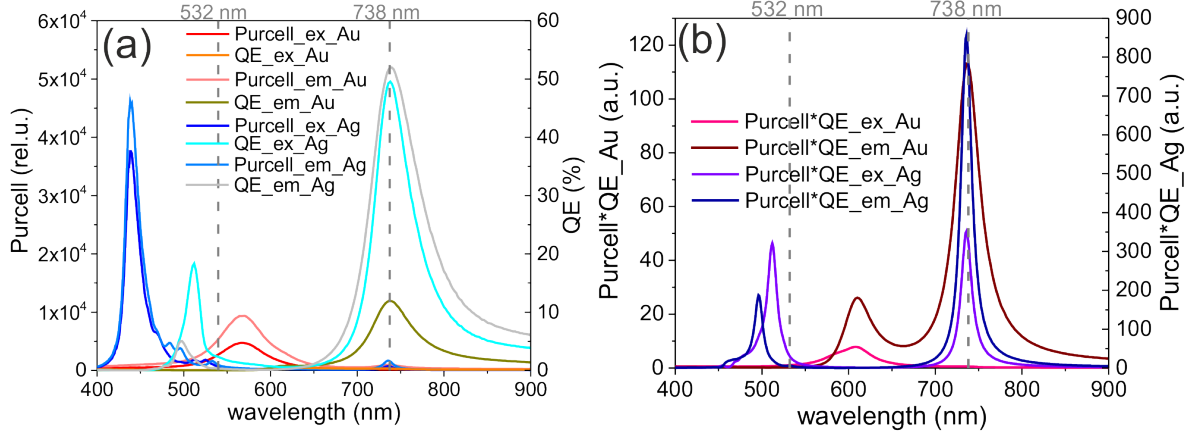 532 nm 738 nm
(a)
Purcell_ex_Au
QE_ex_Au
Purcell_em_Au
QE_em_Au
Purcell_ex_Ag
QE_ex_Ag
Purcell_em_Ag
QE_em_Ag
6x10⁴
5x10⁴
4x10⁴
3x10⁴
2x10⁴
1x10⁴
0
Purcell (rel.u.)
60
50
40
30
20
10
0
QE (%)
400 500 600 700 800 900
wavelength (nm)
532 nm 738 nm
(b)
Purcell*QE_ex_Au
Purcell*QE_em_Au
Purcell*QE_ex_Ag
Purcell*QE_em_Ag
120
100
80
60
40
20
0
Purcell*QE_Au (a.u.)
900
800
700
600
500
400
300
200
100
0
Purcell*QE_Ag (a.u.)
400 500 600 700 800 900
wavelength (nm)